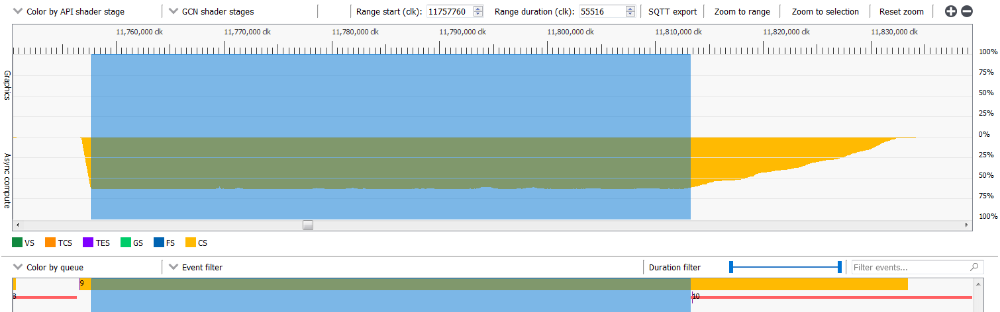 Color by API shader stage GCN shader stages Range start (clk): 11757760 Range duration (clk): 55516 SQTT export Zoom to range Zoom to selection Reset zoom
11,760,000 clk 11,770,000 clk 11,780,000 clk 11,790,000 clk 11,800,000 clk 11,810,000 clk 11,820,000 clk 11,830,000 clk
100%
75%
50%
25%
0%
25%
50%
75%
100%
Graphics
Async compute
VS TCS TES GS FS CS
Color by queue Event filter Duration filter Filter events...
9
8 10